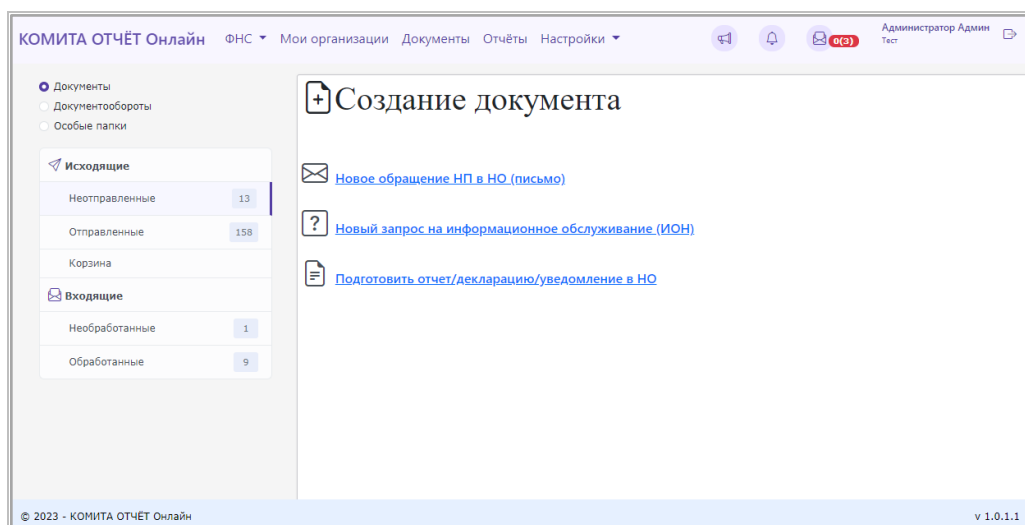 КОМИТА ОТЧЁТ Онлайн ФНС Мои организации Документы Отчёты Настройки 0(3) Администратор Админ
Тест
Документы
Документообороты
Особые папки
Исходящие
Неотправленные 13
Отправленные 158
Корзина
Входящие
Необработанные 1
Обработанные 9
Создание документа
Новое обращение НП в НО (письмо)
Новый запрос на информационное обслуживание (ИОН)
Подготовить отчет/декларацию/уведомление в НО
© 2023 - КОМИТА ОТЧЁТ Онлайн v 1.0.1.1